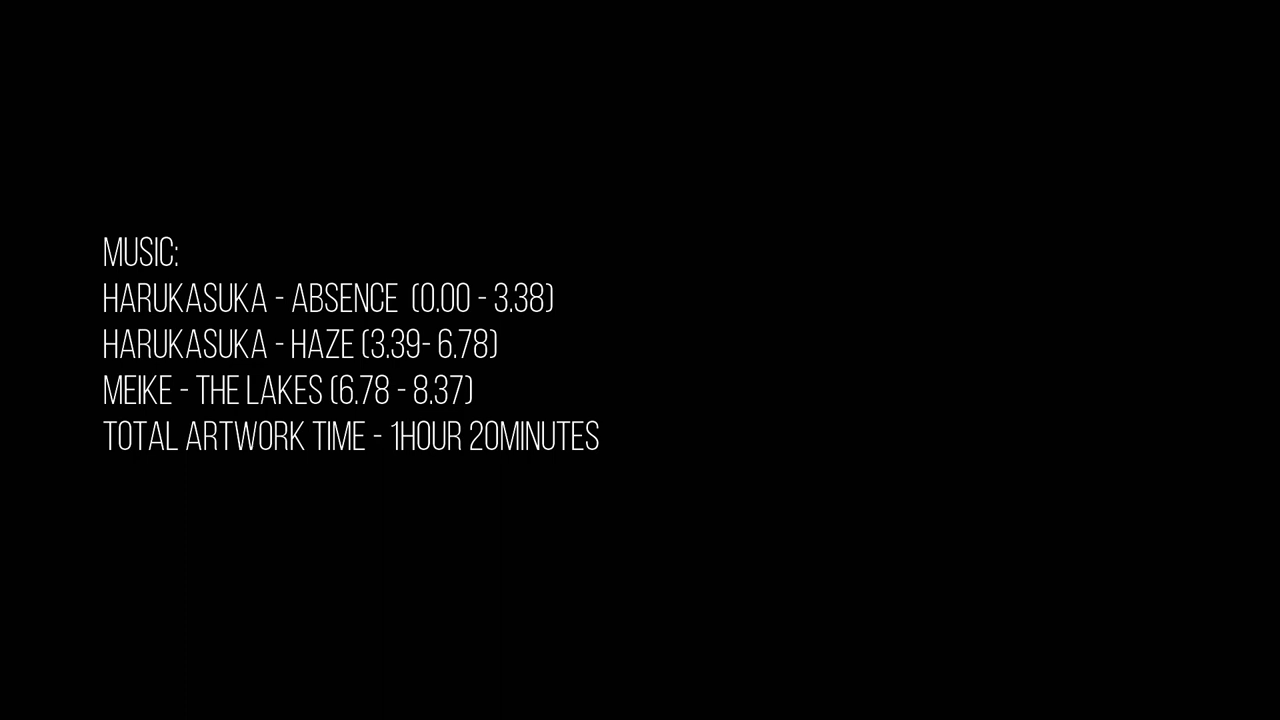 MUSIC:
HARUKASUKA - ABSENCE  (0.00 - 3.38)
HARUKASUKA - HAZE (3.39- 6.78)
MEIKE - THE LAKES (6.78 - 8.37)
TOTAL ARTWORK TIME - 1HOUR 20MINUTES